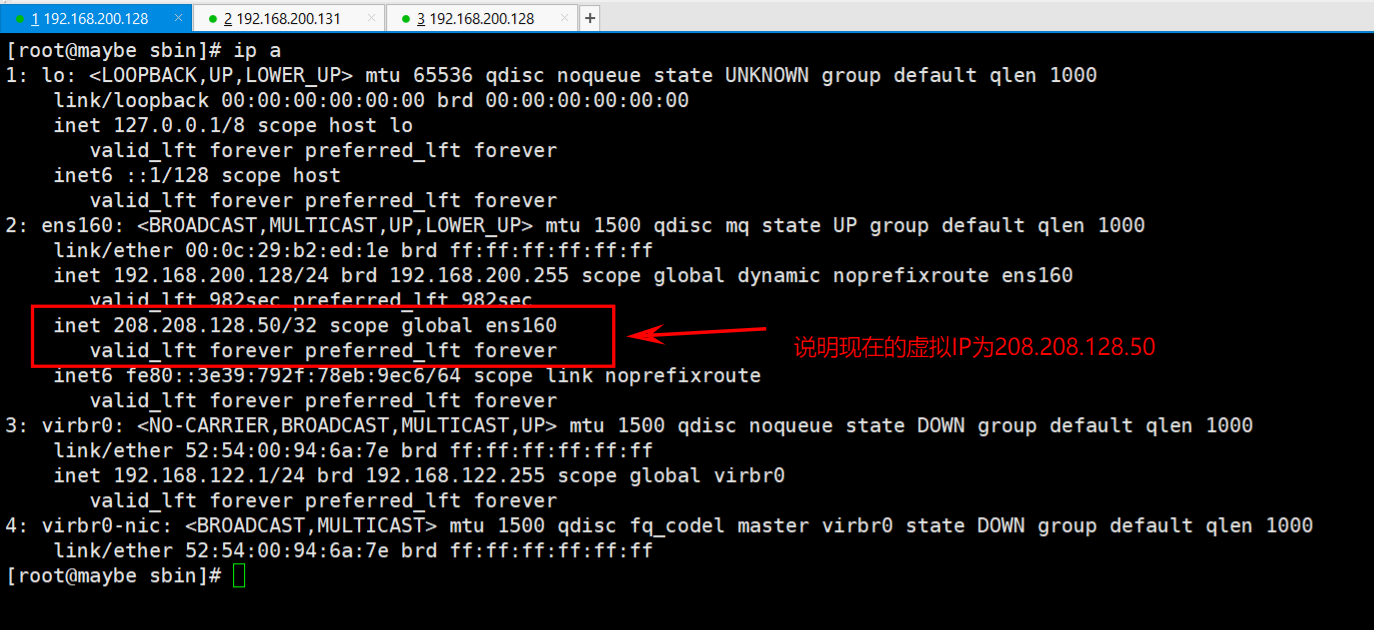 1 192.168.200.128 × 2 192.168.200.131 × 3 192.168.200.128 × +
[root@maybe sbin]# ip a
1: lo: <LOOPBACK,UP,LOWER_UP> mtu 65536 qdisc noqueue state UNKNOWN group default qlen 1000
link/loopback 00:00:00:00:00:00 brd 00:00:00:00:00:00
inet 127.0.0.1/8 scope host lo
valid_lft forever preferred_lft forever
inet6 ::1/128 scope host
valid_lft forever preferred_lft forever
2: ens160: <BROADCAST,MULTICAST,UP,LOWER_UP> mtu 1500 qdisc mq state UP group default qlen 1000
link/ether 00:0c:29:b2:ed:1e brd ff:ff:ff:ff:ff:ff
inet 192.168.200.128/24 brd 192.168.200.255 scope global dynamic noprefixroute ens160
valid_lft 982sec preferred_lft 982sec
inet 208.208.128.50/32 scope global ens160
valid_lft forever preferred_lft forever
说明现在的虚拟IP为208.208.128.50
inet6 fe80::3e39:792f:78eb:9ec6/64 scope link noprefixroute
valid_lft forever preferred_lft forever
3: virbr0: <NO-CARRIER,BROADCAST,MULTICAST,UP> mtu 1500 qdisc noqueue state DOWN group default qlen 1000
link/ether 52:54:00:94:6a:7e brd ff:ff:ff:ff:ff:ff
inet 192.168.122.1/24 brd 192.168.122.255 scope global virbr0
valid_lft forever preferred_lft forever
4: virbr0-nic: <BROADCAST,MULTICAST> mtu 1500 qdisc fq_codel master virbr0 state DOWN group default qlen 1000
link/ether 52:54:00:94:6a:7e brd ff:ff:ff:ff:ff:ff
[root@maybe sbin]#